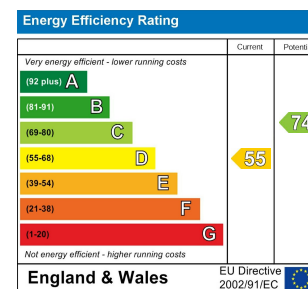 Energy Efficiency Rating
Current Potenti
Very energy efficient - lower running costs
(92 plus) A
(81-91) B
(69-80) C
74
(55-68) D
55
(39-54) E
(21-38) F
(1-20) G
Not energy efficient - higher running costs
England & Wales
EU Directive
2002/91/EC